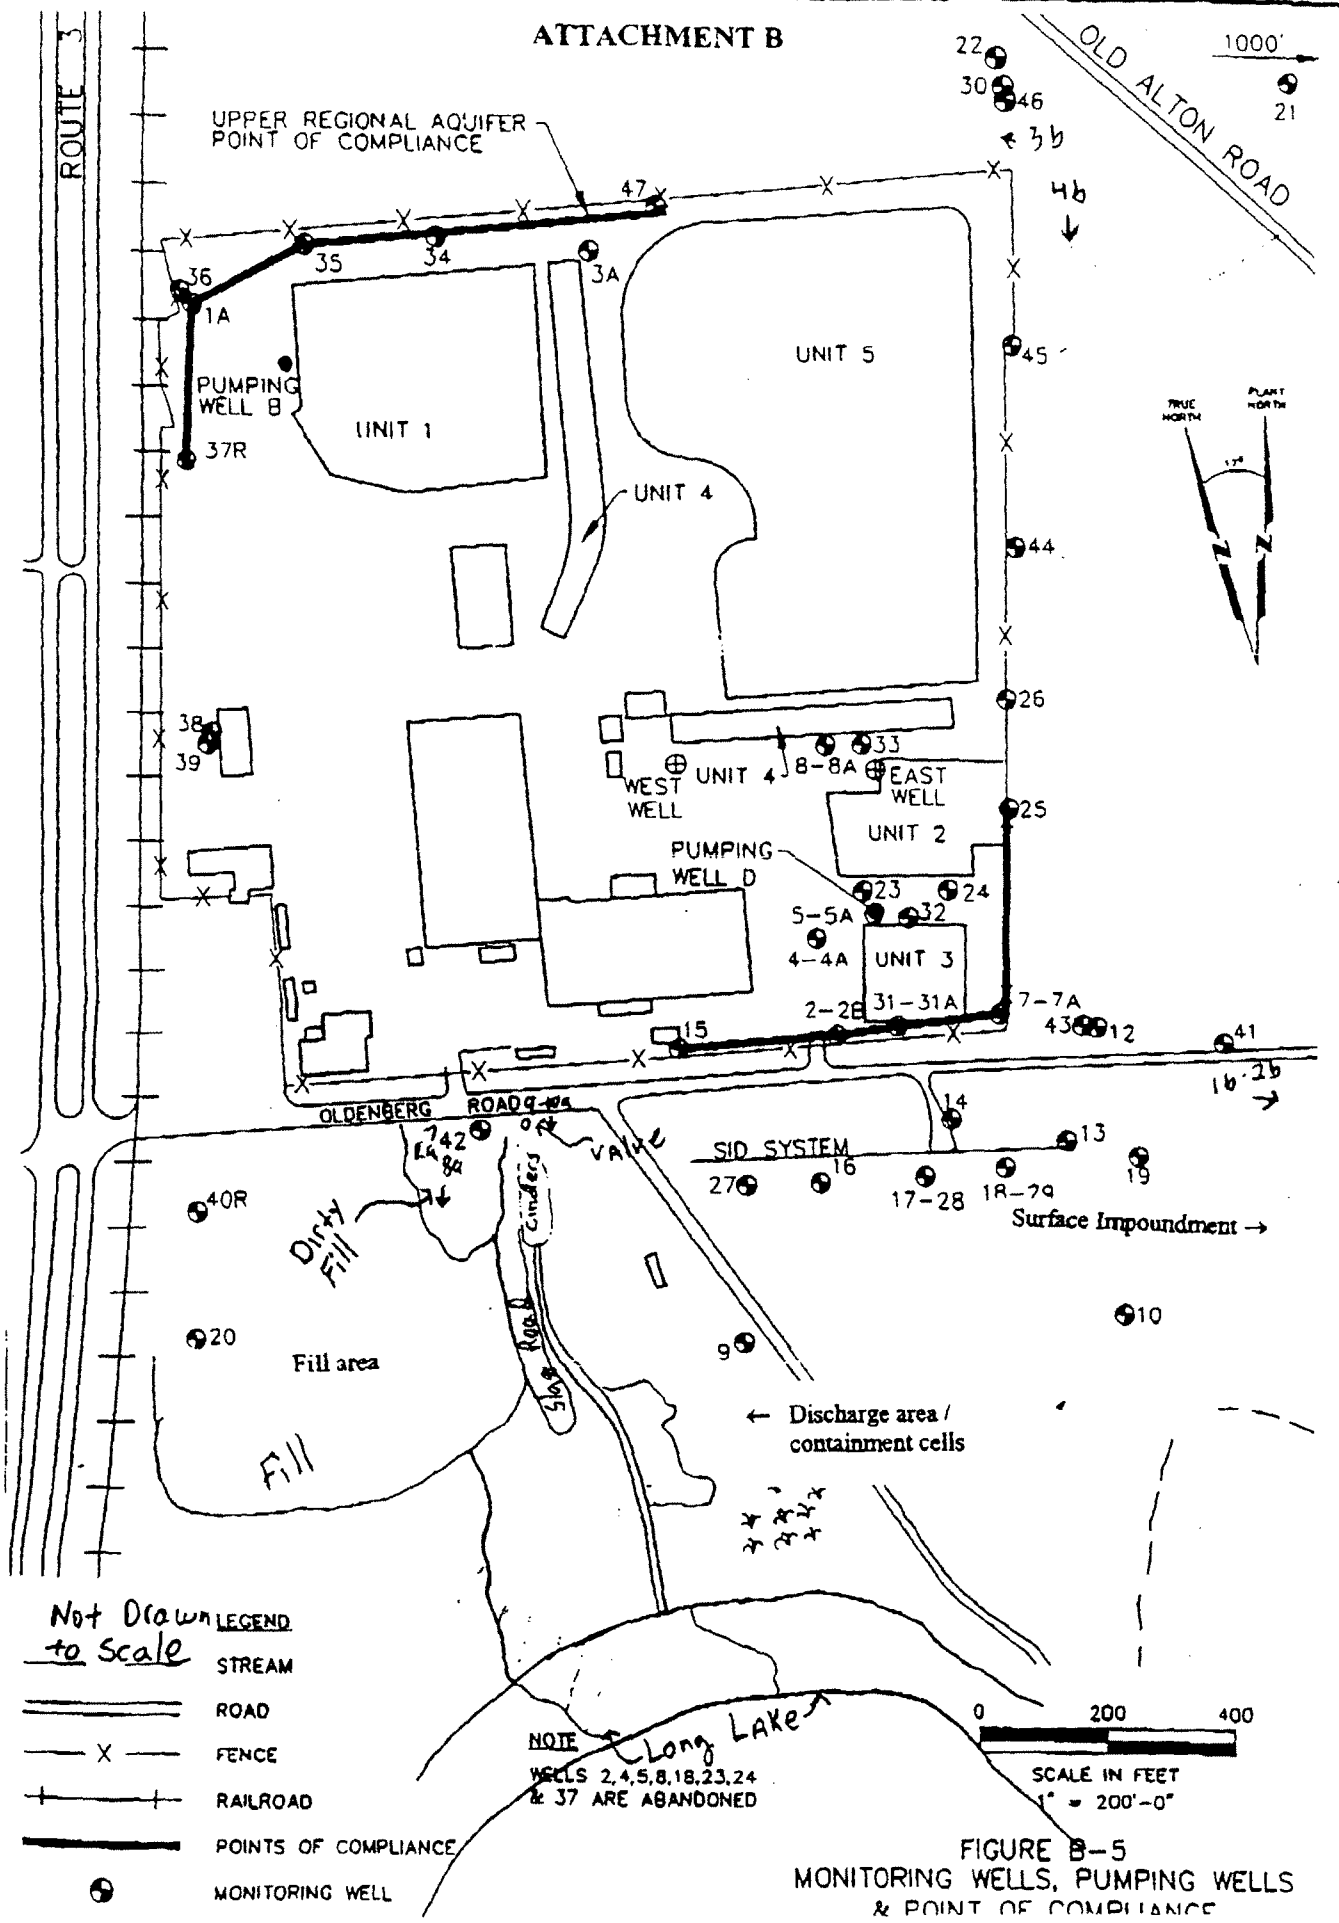 ATTACHMENT B
ROUTE 3
UPPER REGIONAL AQUIFER
POINT OF COMPLIANCE
22
30
46
3b
4b
OLD ALTON ROAD
1000'
21
47
36
35
34
3A
1A
45
UNIT 5
PUMPING
WELL B
UNIT 1
TRUE
NORTH
PLANT
NORTH
17°
N
N
37R
UNIT 4
44
26
38
39
WEST
WELL
UNIT 4
8-8A
33
EAST
WELL
25
UNIT 2
PUMPING
WELL D
23
24
5-5A
32
4-4A
UNIT 3
31-31A
2-2B
7-7A
15
43
12
41
1b-2b
OLDENBERG ROAD
42
8a
valve
14
13
SID SYSTEM
27
16
17-28
18-29
19
Surface Impoundment →
40R
Dirty
Fill
Cinders
Road
Slag
20
Fill area
9
10
← Discharge area /
containment cells
Fill
Not Drawn
to Scale
LEGEND
STREAM
ROAD
X FENCE
RAILROAD
POINTS OF COMPLIANCE
MONITORING WELL
Long LAKe
NOTE
WELLS 2,4,5,8,18,23,24
& 37 ARE ABANDONED
0 200 400
SCALE IN FEET
1" = 200'-0"
FIGURE B-5
MONITORING WELLS, PUMPING WELLS
& POINT OF COMPLIANCE